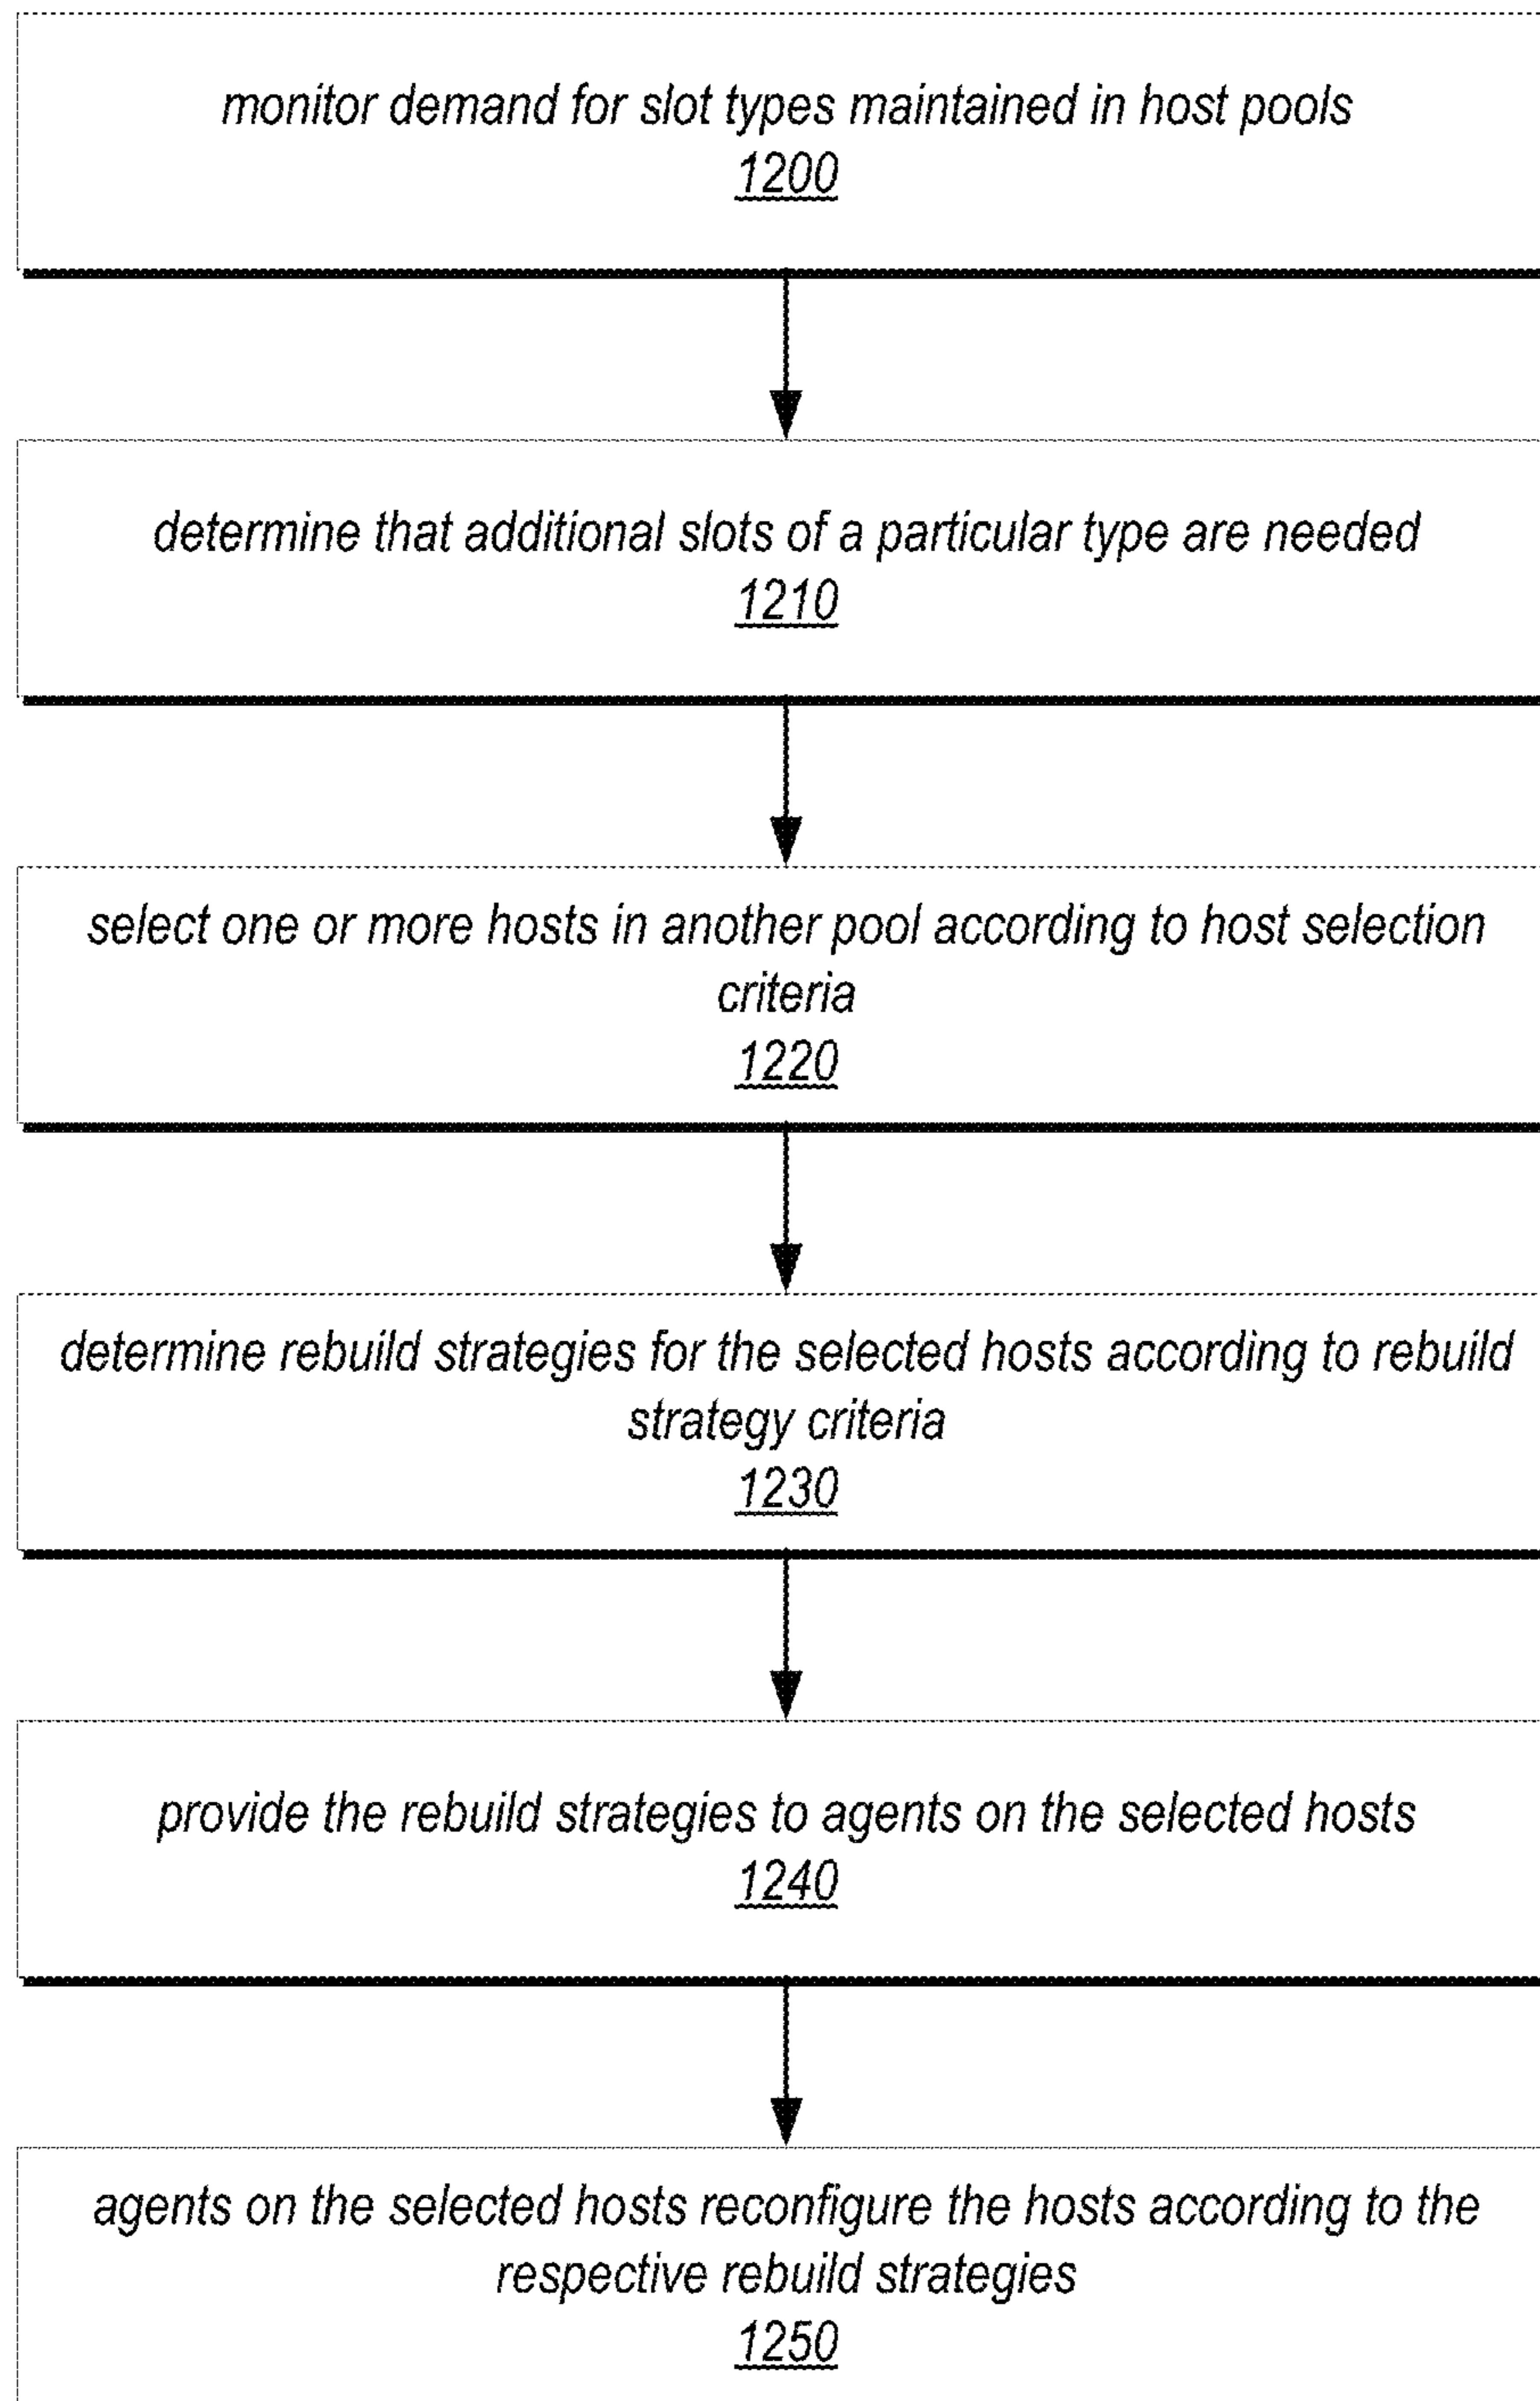 monitor demand for slot types maintained in host pools
1200
determine that additional slots of a particular type are needed
1210
select one or more hosts in another pool according to host selection
criteria
1220
determine rebuild strategies for the selected hosts according to rebuild
strategy criteria
1230
provide the rebuild strategies to agents on the selected hosts
1240
agents on the selected hosts reconfigure the hosts according to the
respective rebuild strategies
1250